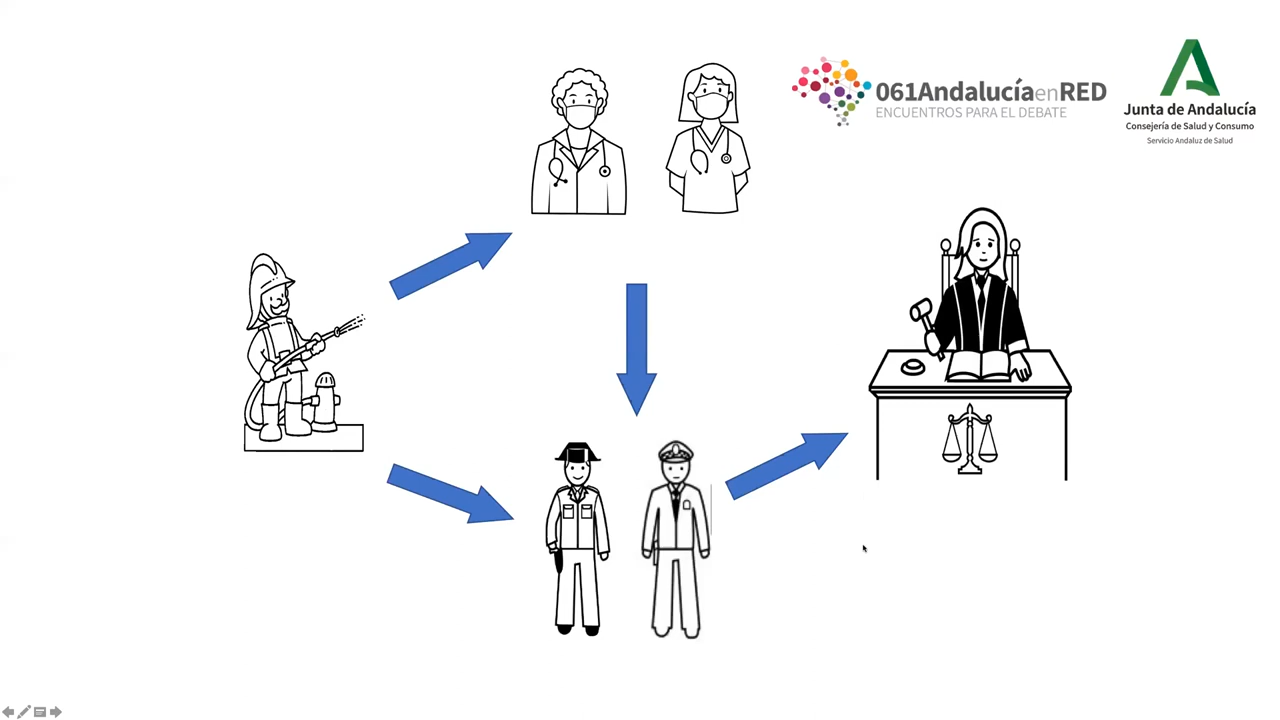 061AndalucíaenRED
ENCUENTROS PARA EL DEBATE
Junta de Andalucía
Consejería de Salud y Consumo
Servicio Andaluz de Salud